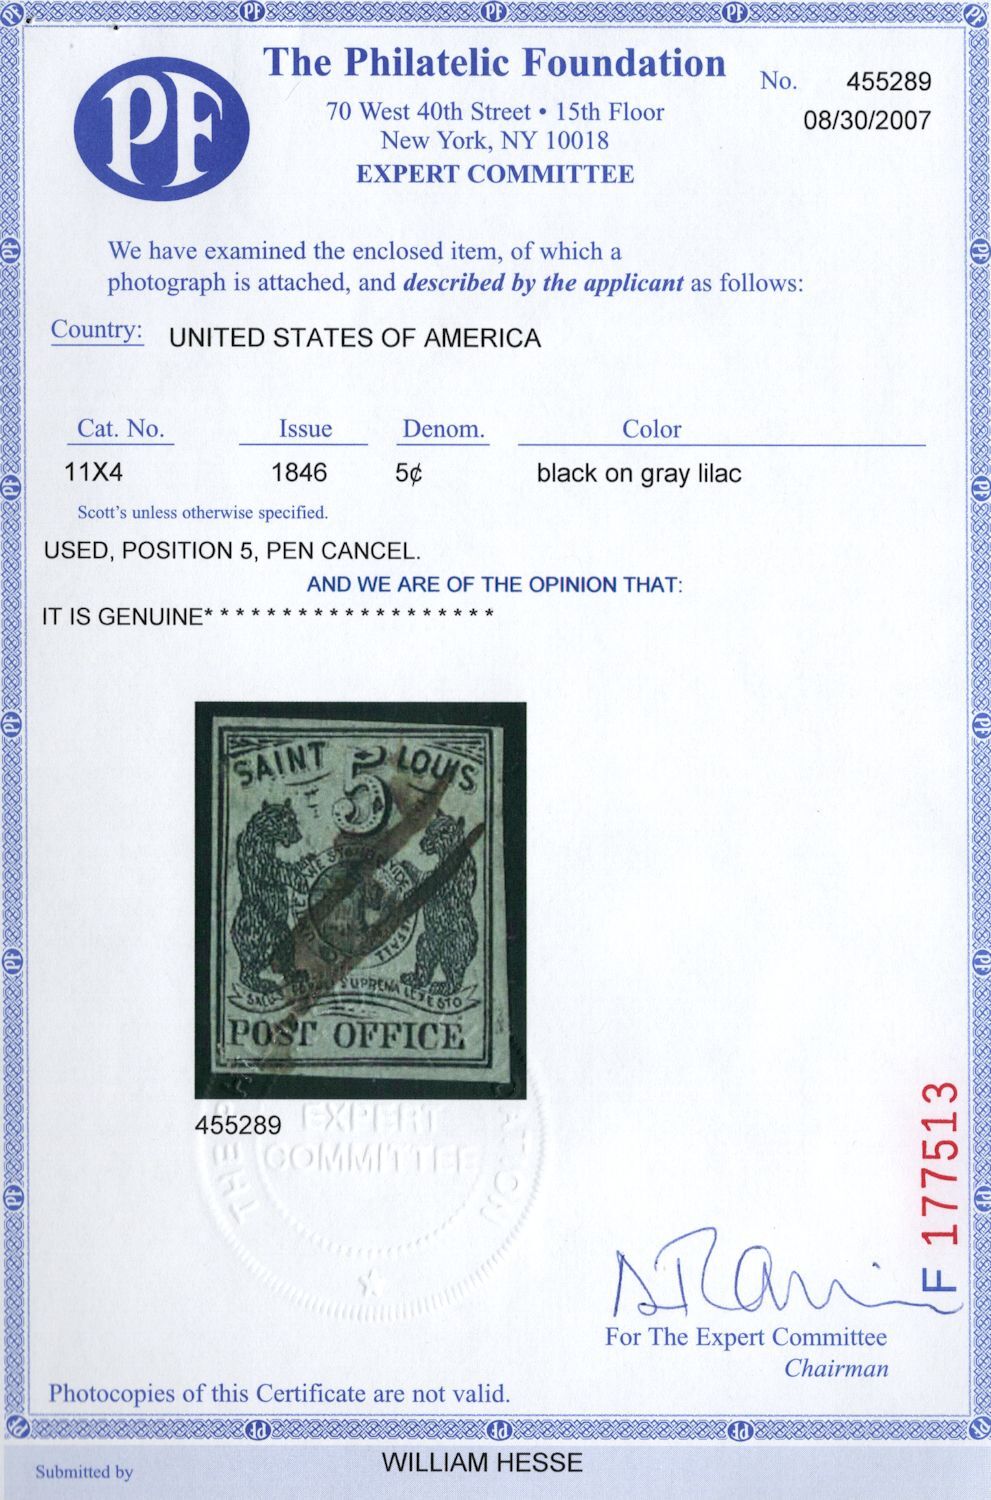 The Philatelic Foundation
70 West 40th Street • 15th Floor
New York, NY 10018
EXPERT COMMITTEE
PF
No. 455289
08/30/2007
We have examined the enclosed item, of which a
photograph is attached, and described by the applicant as follows:
Country: UNITED STATES OF AMERICA
Cat. No. Issue Denom. Color
11X4 1846 5¢ black on gray lilac
Scott's unless otherwise specified.
USED, POSITION 5, PEN CANCEL.
AND WE ARE OF THE OPINION THAT:
IT IS GENUINE* * * * * * * * * * * * * * * * * * * *
SAINT 5 LOUIS
POST OFFICE
455289
EXPERT
COMMITTEE
F 177513
For The Expert Committee
Chairman
Photocopies of this Certificate are not valid.
Submitted by WILLIAM HESSE